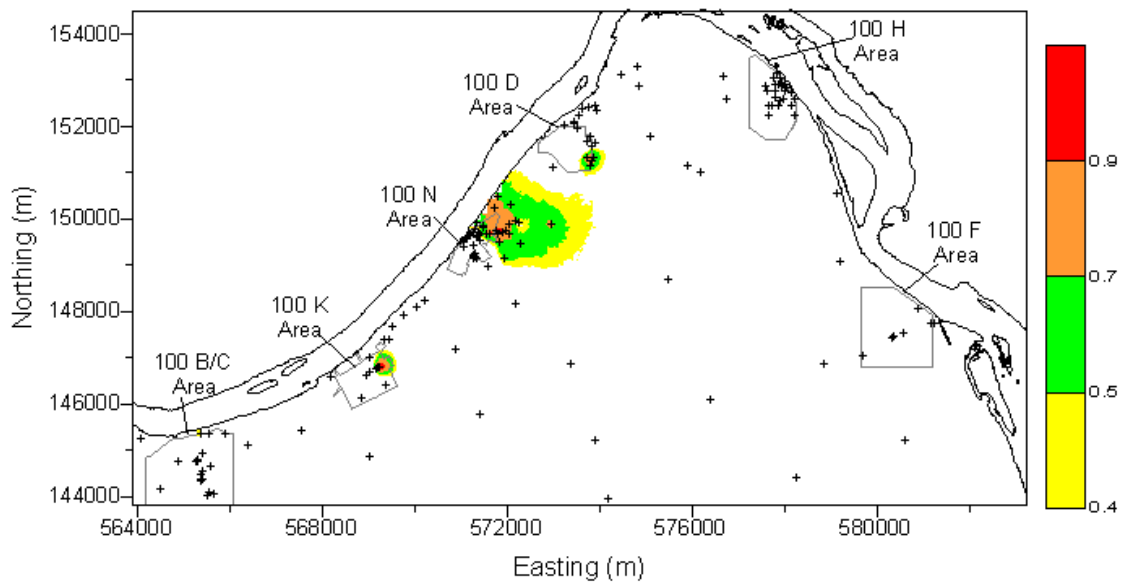 154000
152000
150000
148000
146000
144000
Northing (m)
100 H
Area
100 D
Area
100 N
Area
100 F
Area
100 K
Area
100 B/C
Area
0.9
0.7
0.5
0.4
564000
568000
572000
576000
580000
Easting (m)